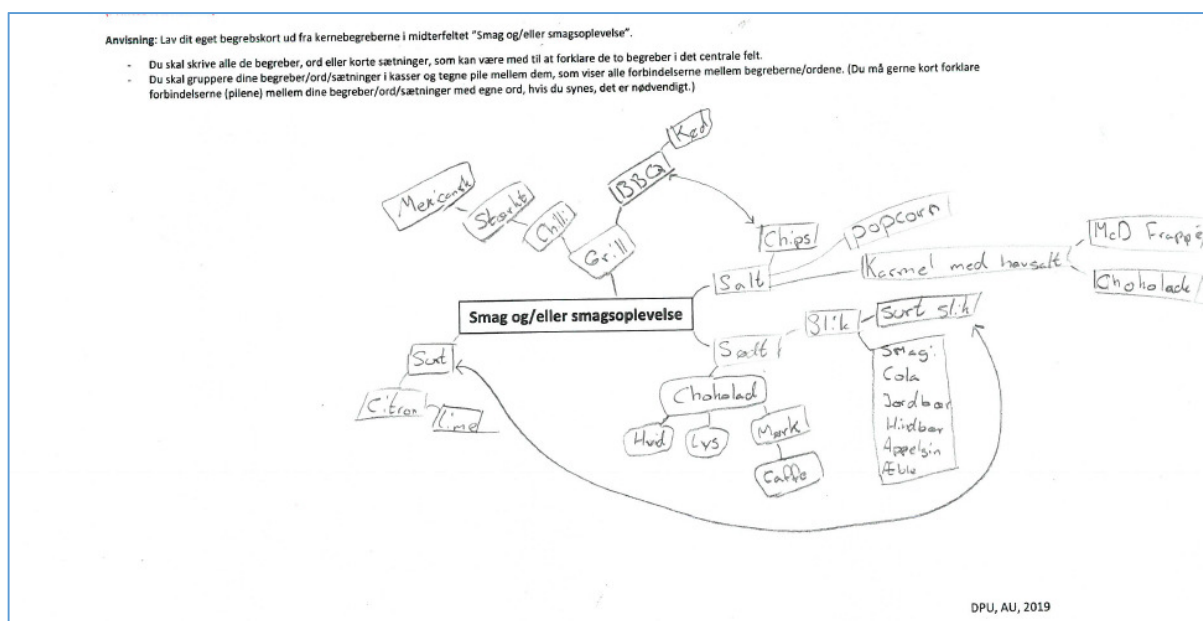 Anvisning: Lav dit eget begrebskort ud fra kernebegreberne i midterfeltet "Smag og/eller smagsoplevelse".
- Du skal skrive alle de begreber, ord eller korte sætninger, som kan være med til at forklare de to begreber i det centrale felt.
- Du skal gruppere dine begreber/ord/sætninger i kasser og tegne pile mellem dem, som viser alle forbindelserne mellem begreberne/ordene. (Du må gerne kort forklare
forbindelserne (pilene) mellem dine begreber/ord/sætninger med egne ord, hvis du synes, det er nødvendigt.)
Kød
BBQ
Mexicansk
Stærkt
Chilli
Grill
Chips
popcorn
Salt
Karmel med havsalt
McD Frappé
Chokolade
Smag og/eller smagsoplevelse
Slik
surt slik
Surt
Sødt
Smag:
Cola
Jordbær
Hindbær
Appelsin
Æble
Citron
Lime
Chokolad
Hvid
Lys
Mørk
Caffe
DPU, AU, 2019